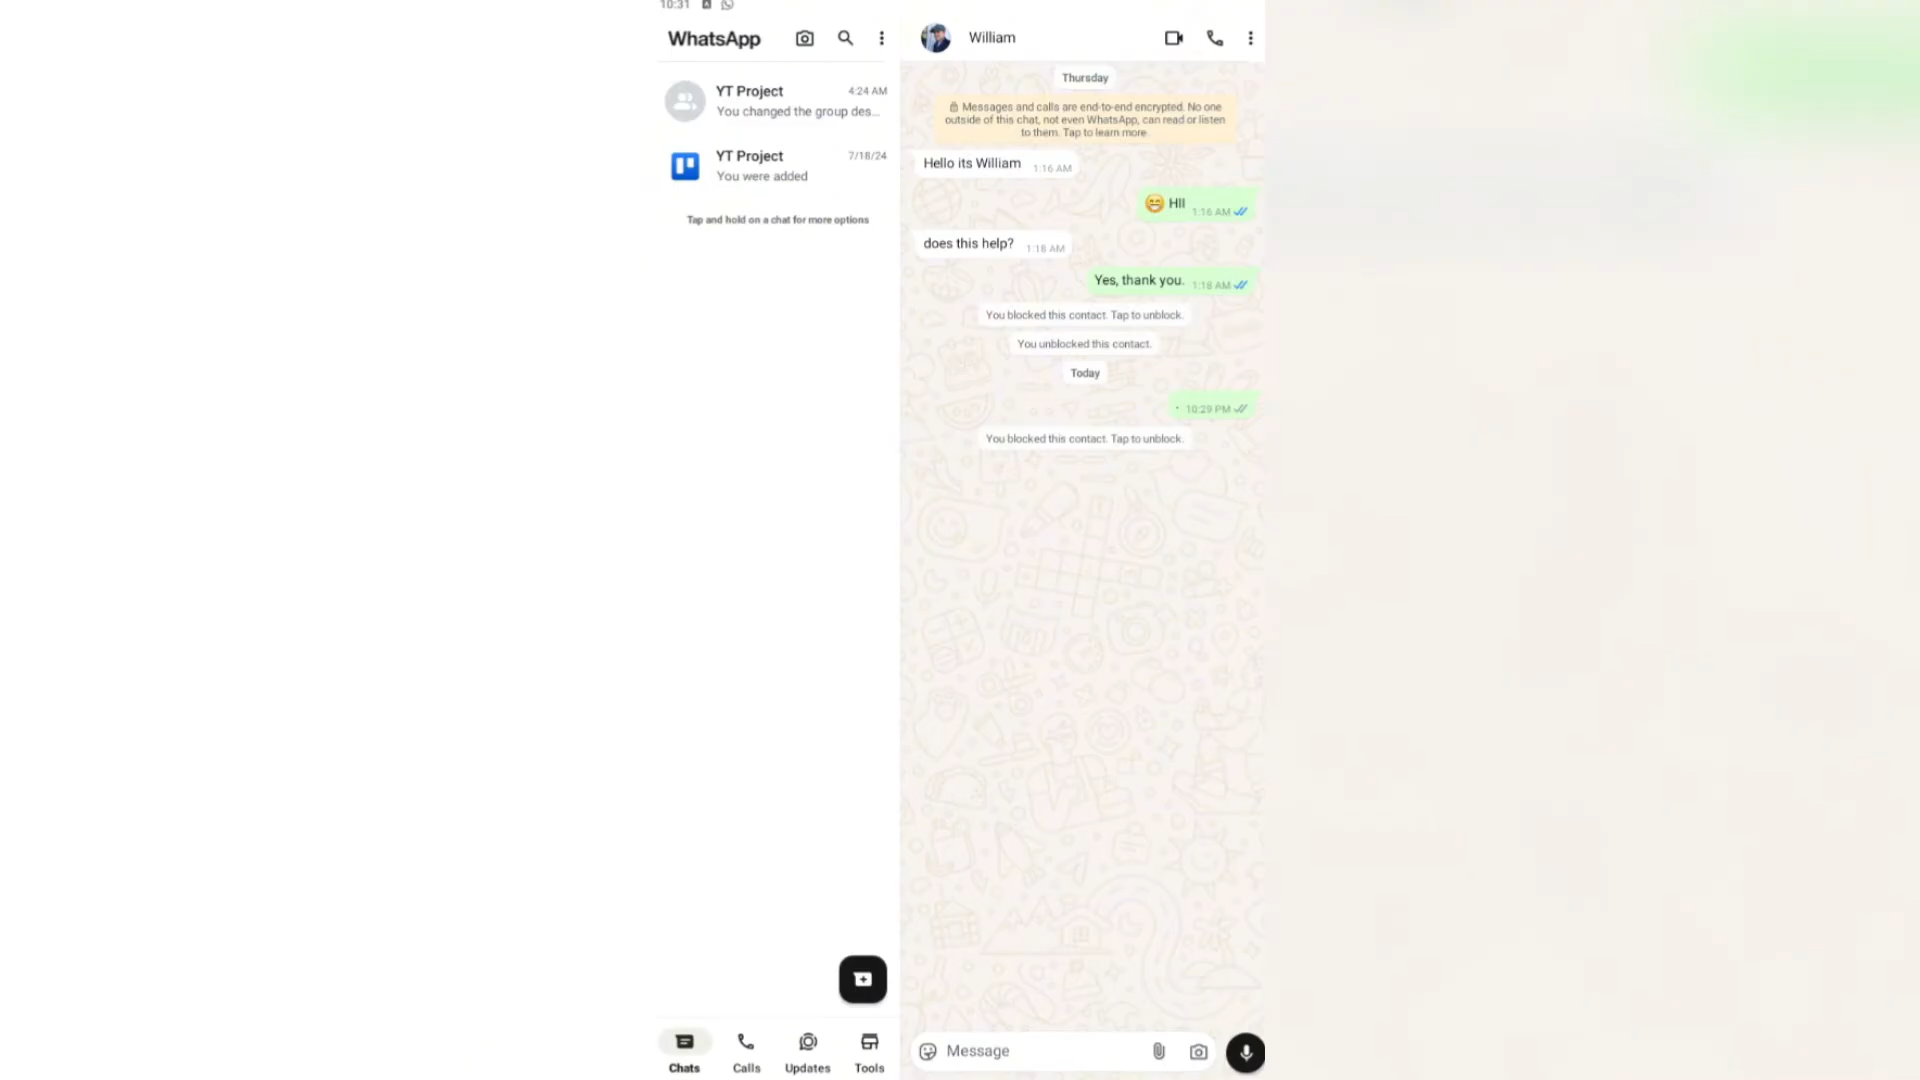 10:31
WhatsApp
YT Project 4:24 AM
You changed the group des...
YT Project 7/18/24
You were added
Tap and hold on a chat for more options
Chats Calls Updates Tools
William
Thursday
Messages and calls are end-to-end encrypted. No one
outside of this chat, not even WhatsApp, can read or listen
to them. Tap to learn more.
Hello its William 1:16 AM
😁 HII 1:16 AM
does this help? 1:18 AM
Yes, thank you. 1:18 AM
You blocked this contact. Tap to unblock.
You unblocked this contact.
Today
. 10:29 PM
You blocked this contact. Tap to unblock.
Message